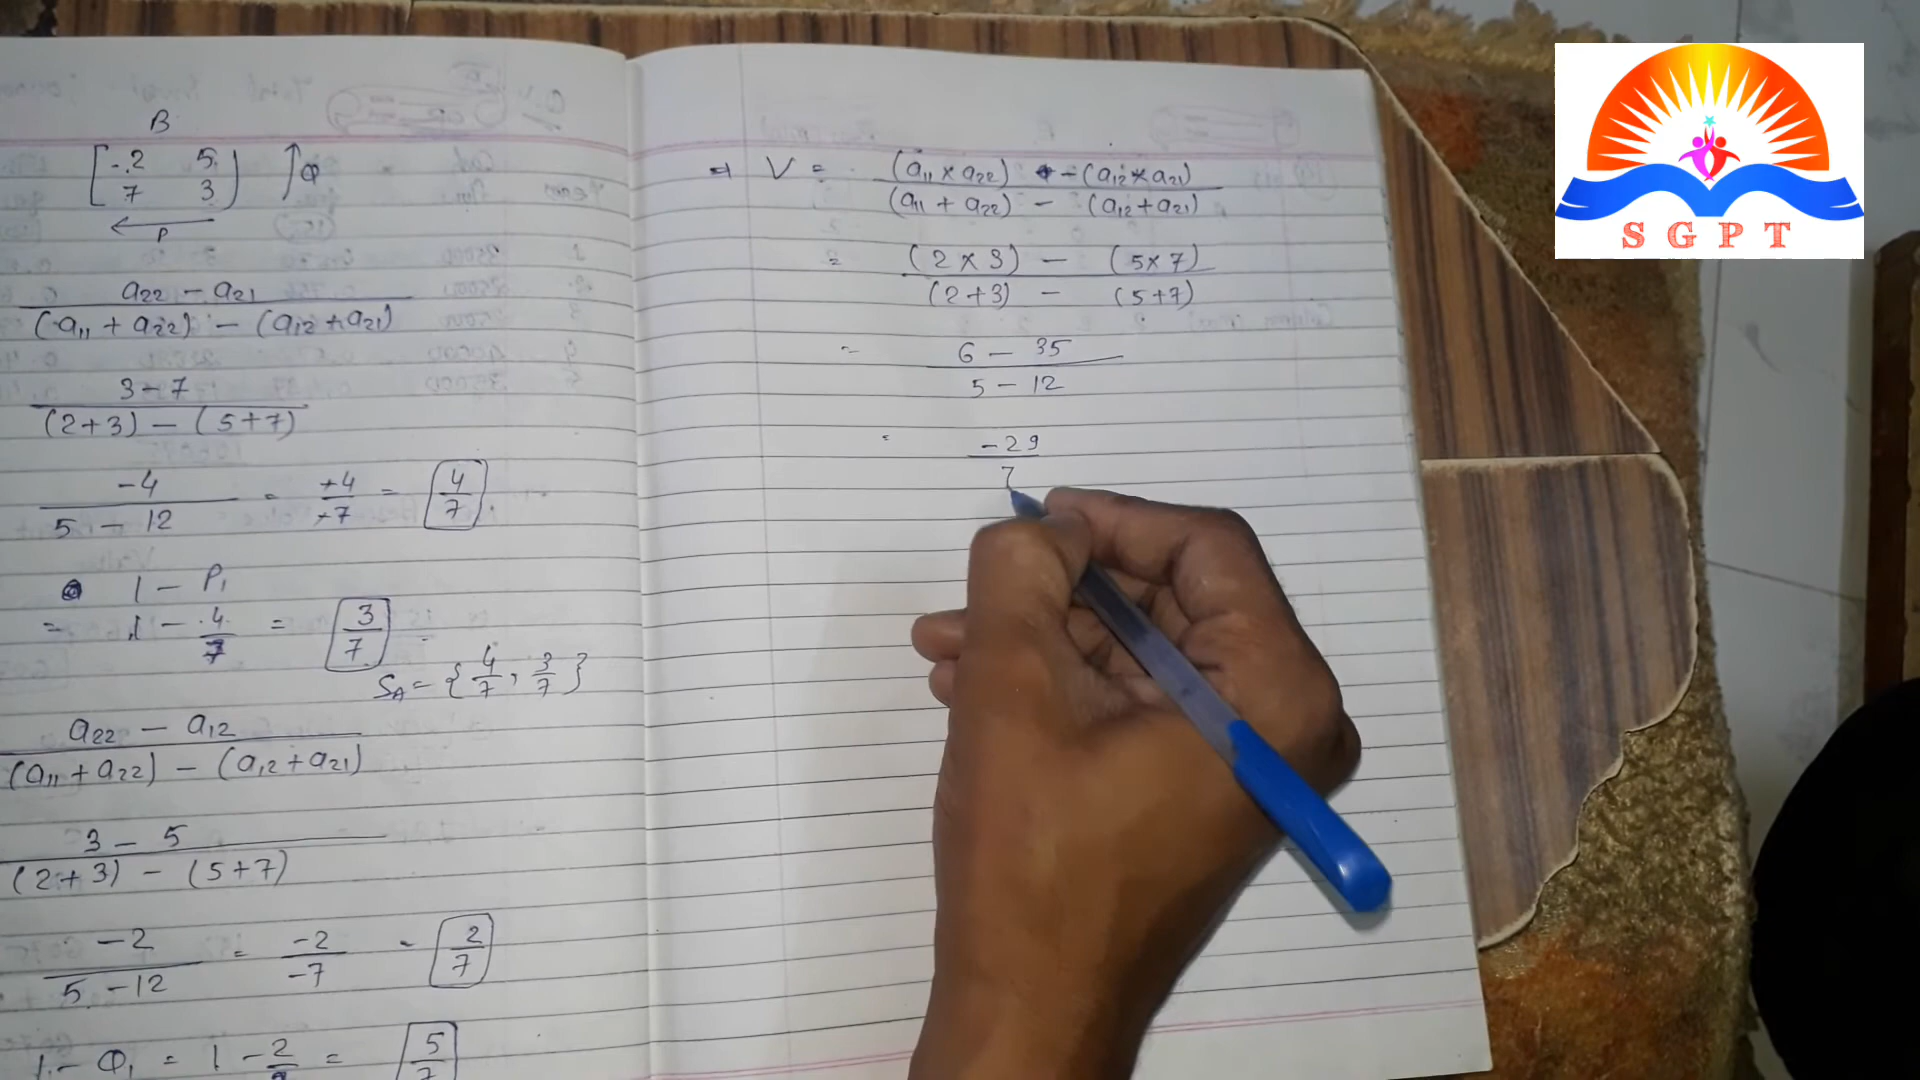 B
[-2 5
7 3] ↑Φ
← P
a22 - a21
(a11 + a22) - (a12 + a21)
3 - 7
(2+3) - (5+7)
-4 / 5 - 12 = +4 / +7 = 4/7
1 - P1
= 1 - 4/7 = 3/7
SA = {4/7, 3/7}
a22 - a12
(a11 + a22) - (a12 + a21)
3 - 5
(2+3) - (5+7)
-2 / 5 - 12 = -2 / -7 - 2/7
1 - Φ1 = 1 - 2 = 5/7
⇒ V = (a11 × a22) - (a12 × a21)
(a11 + a22) - (a12 + a21)
= (2 × 3) - (5×7)
(2+3) - (5+7)
= 6 - 35
5 - 12
= -29
7
SGPT